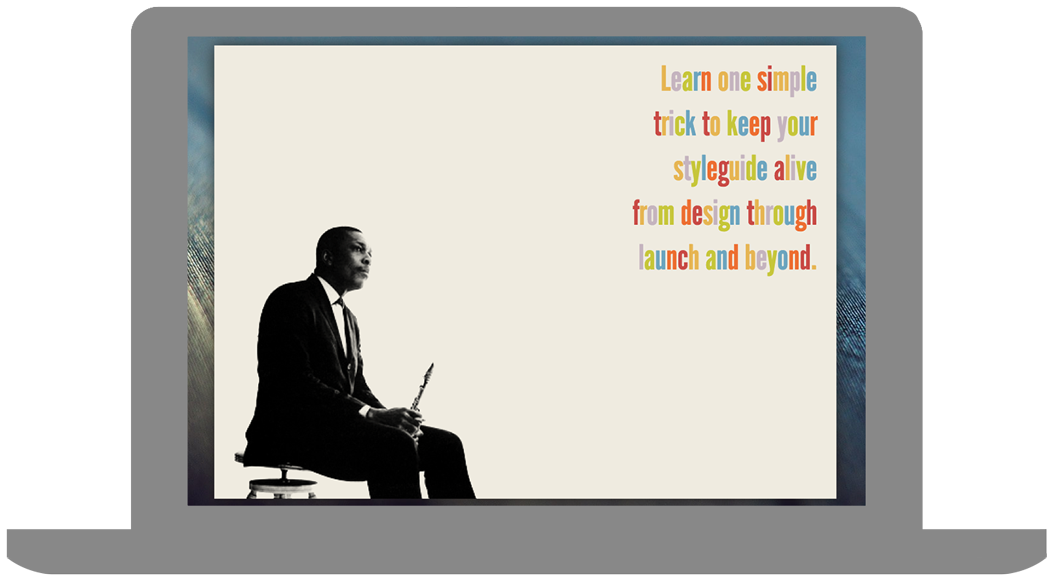 Learn one simple
trick to keep your
styleguide alive
from design through
launch and beyond.